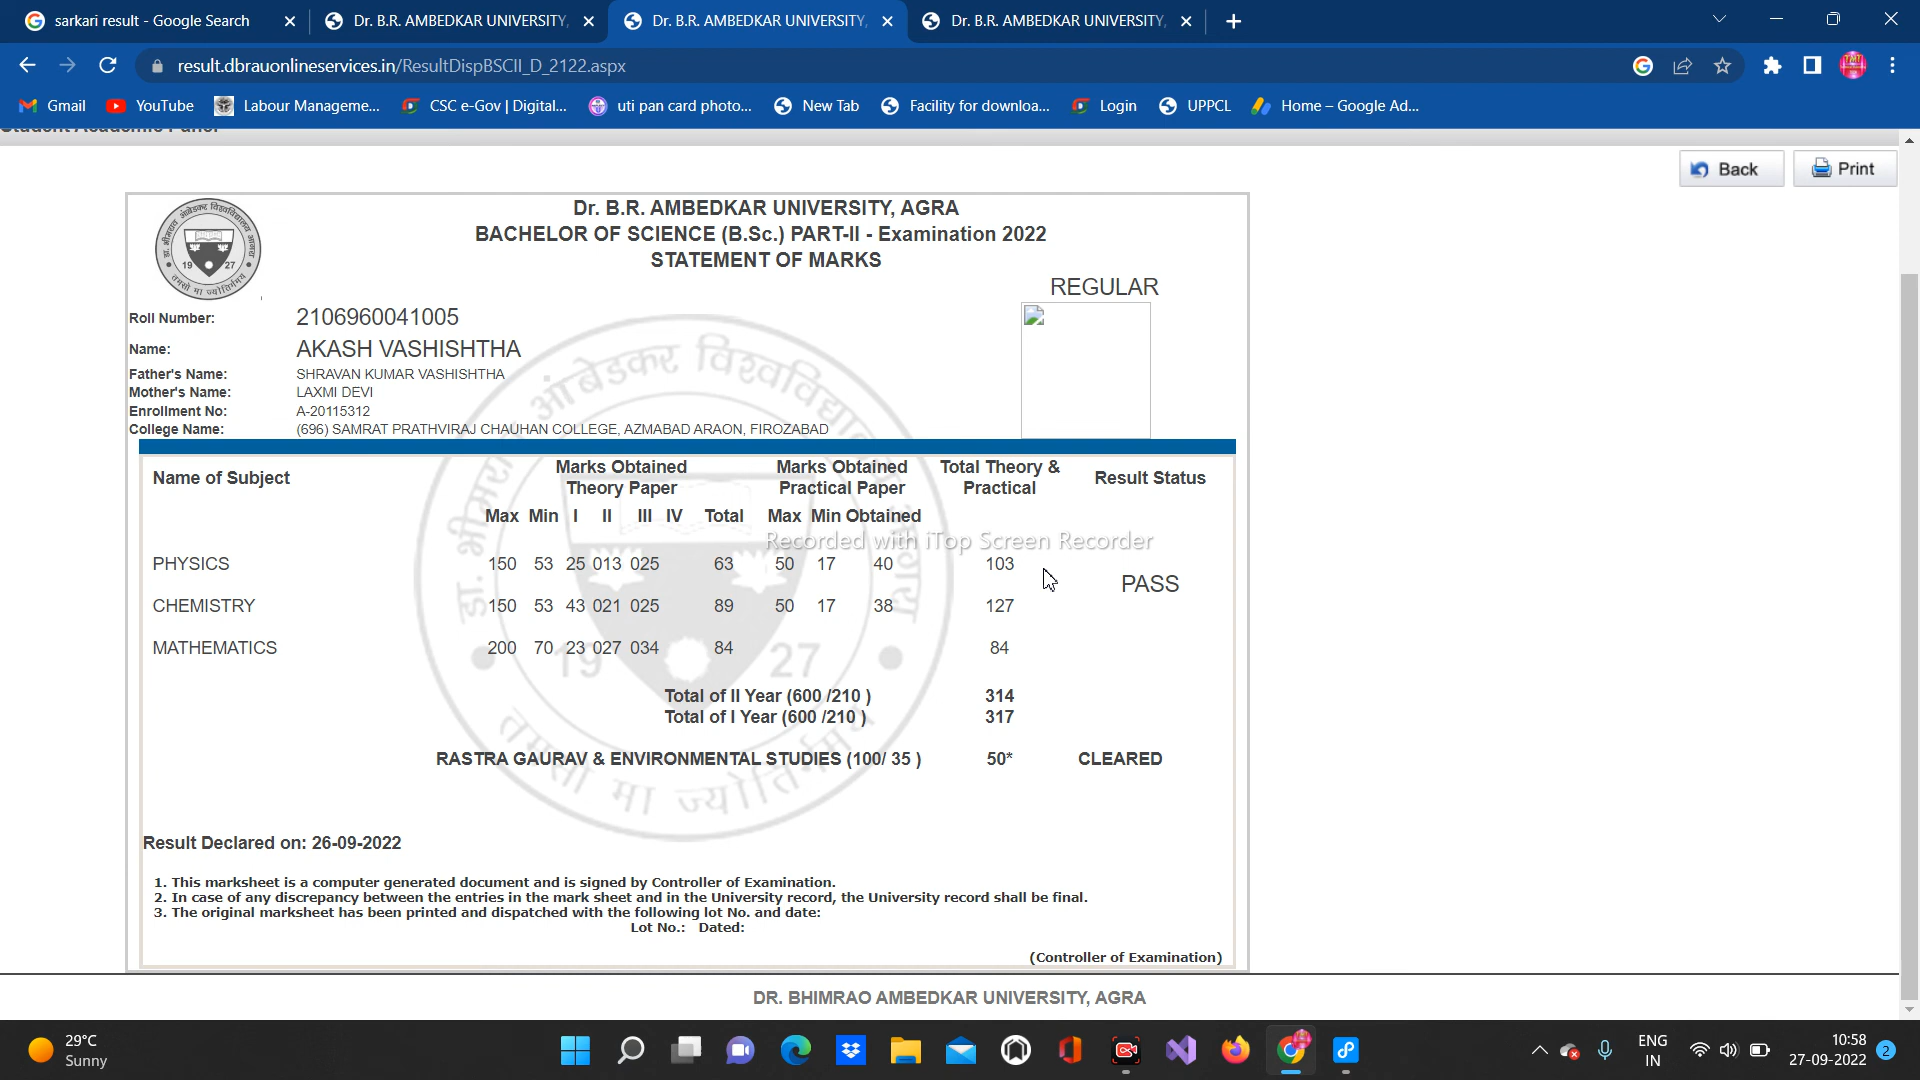 sarkari result - Google Search
Dr. B.R. AMBEDKAR UNIVERSITY,
Dr. B.R. AMBEDKAR UNIVERSITY,
Dr. B.R. AMBEDKAR UNIVERSITY,
result.dbrauonlineservices.in/ResultDispBSCII_D_2122.aspx
Gmail YouTube Labour Manageme... CSC e-Gov | Digital... uti pan card photo... New Tab Facility for downloa... Login UPPCL Home – Google Ad...
Student Academic Panel
Back Print
Dr. B.R. AMBEDKAR UNIVERSITY, AGRA
BACHELOR OF SCIENCE (B.Sc.) PART-II - Examination 2022
STATEMENT OF MARKS
REGULAR
Roll Number: 2106960041005
Name: AKASH VASHISHTHA
Father's Name: SHRAVAN KUMAR VASHISHTHA
Mother's Name: LAXMI DEVI
Enrollment No: A-20115312
College Name: (696) SAMRAT PRATHVIRAJ CHAUHAN COLLEGE, AZMABAD ARAON, FIROZABAD
Name of Subject Marks Obtained Theory Paper Marks Obtained Practical Paper Total Theory & Practical Result Status
Max Min I II III IV Total Max Min Obtained
Recorded with iTop Screen Recorder
PHYSICS 150 53 25 013 025 63 50 17 40 103
PASS
CHEMISTRY 150 53 43 021 025 89 50 17 38 127
MATHEMATICS 200 70 23 027 034 84 84
19 27
Total of II Year (600 /210 ) 314
Total of I Year (600 /210 ) 317
RASTRA GAURAV & ENVIRONMENTAL STUDIES (100/ 35 ) 50* CLEARED
डा. भीमराव आंबेडकर विश्वविद्यालय आगरा
तमसो मा ज्योतिर्गमय
Result Declared on: 26-09-2022
1. This marksheet is a computer generated document and is signed by Controller of Examination.
2. In case of any discrepancy between the entries in the mark sheet and in the University record, the University record shall be final.
3. The original marksheet has been printed and dispatched with the following lot No. and date:
Lot No.: Dated:
(Controller of Examination)
DR. BHIMRAO AMBEDKAR UNIVERSITY, AGRA
29°C
Sunny
ENG
IN
10:58
27-09-2022
2